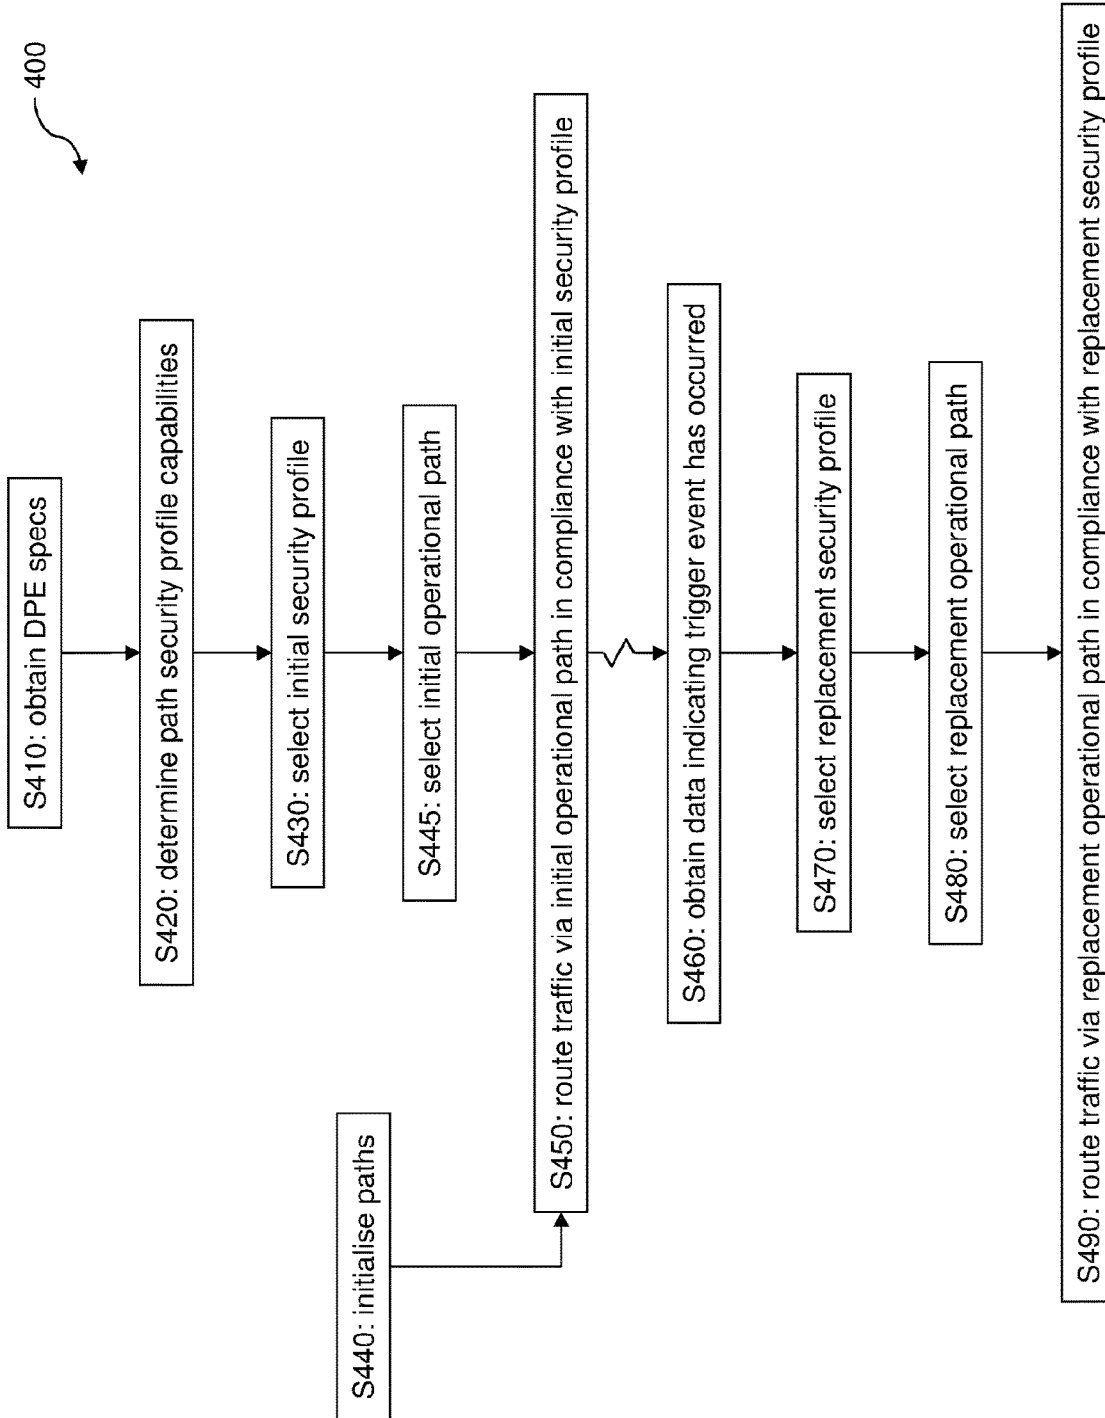 400
S410: obtain DPE specs
S420: determine path security profile capabilities
S430: select initial security profile
S440: initialise paths
S445: select initial operational path
S450: route traffic via initial operational path in compliance with initial security profile
S460: obtain data indicating trigger event has occurred
S470: select replacement security profile
S480: select replacement operational path
S490: route traffic via replacement operational path in compliance with replacement security profile